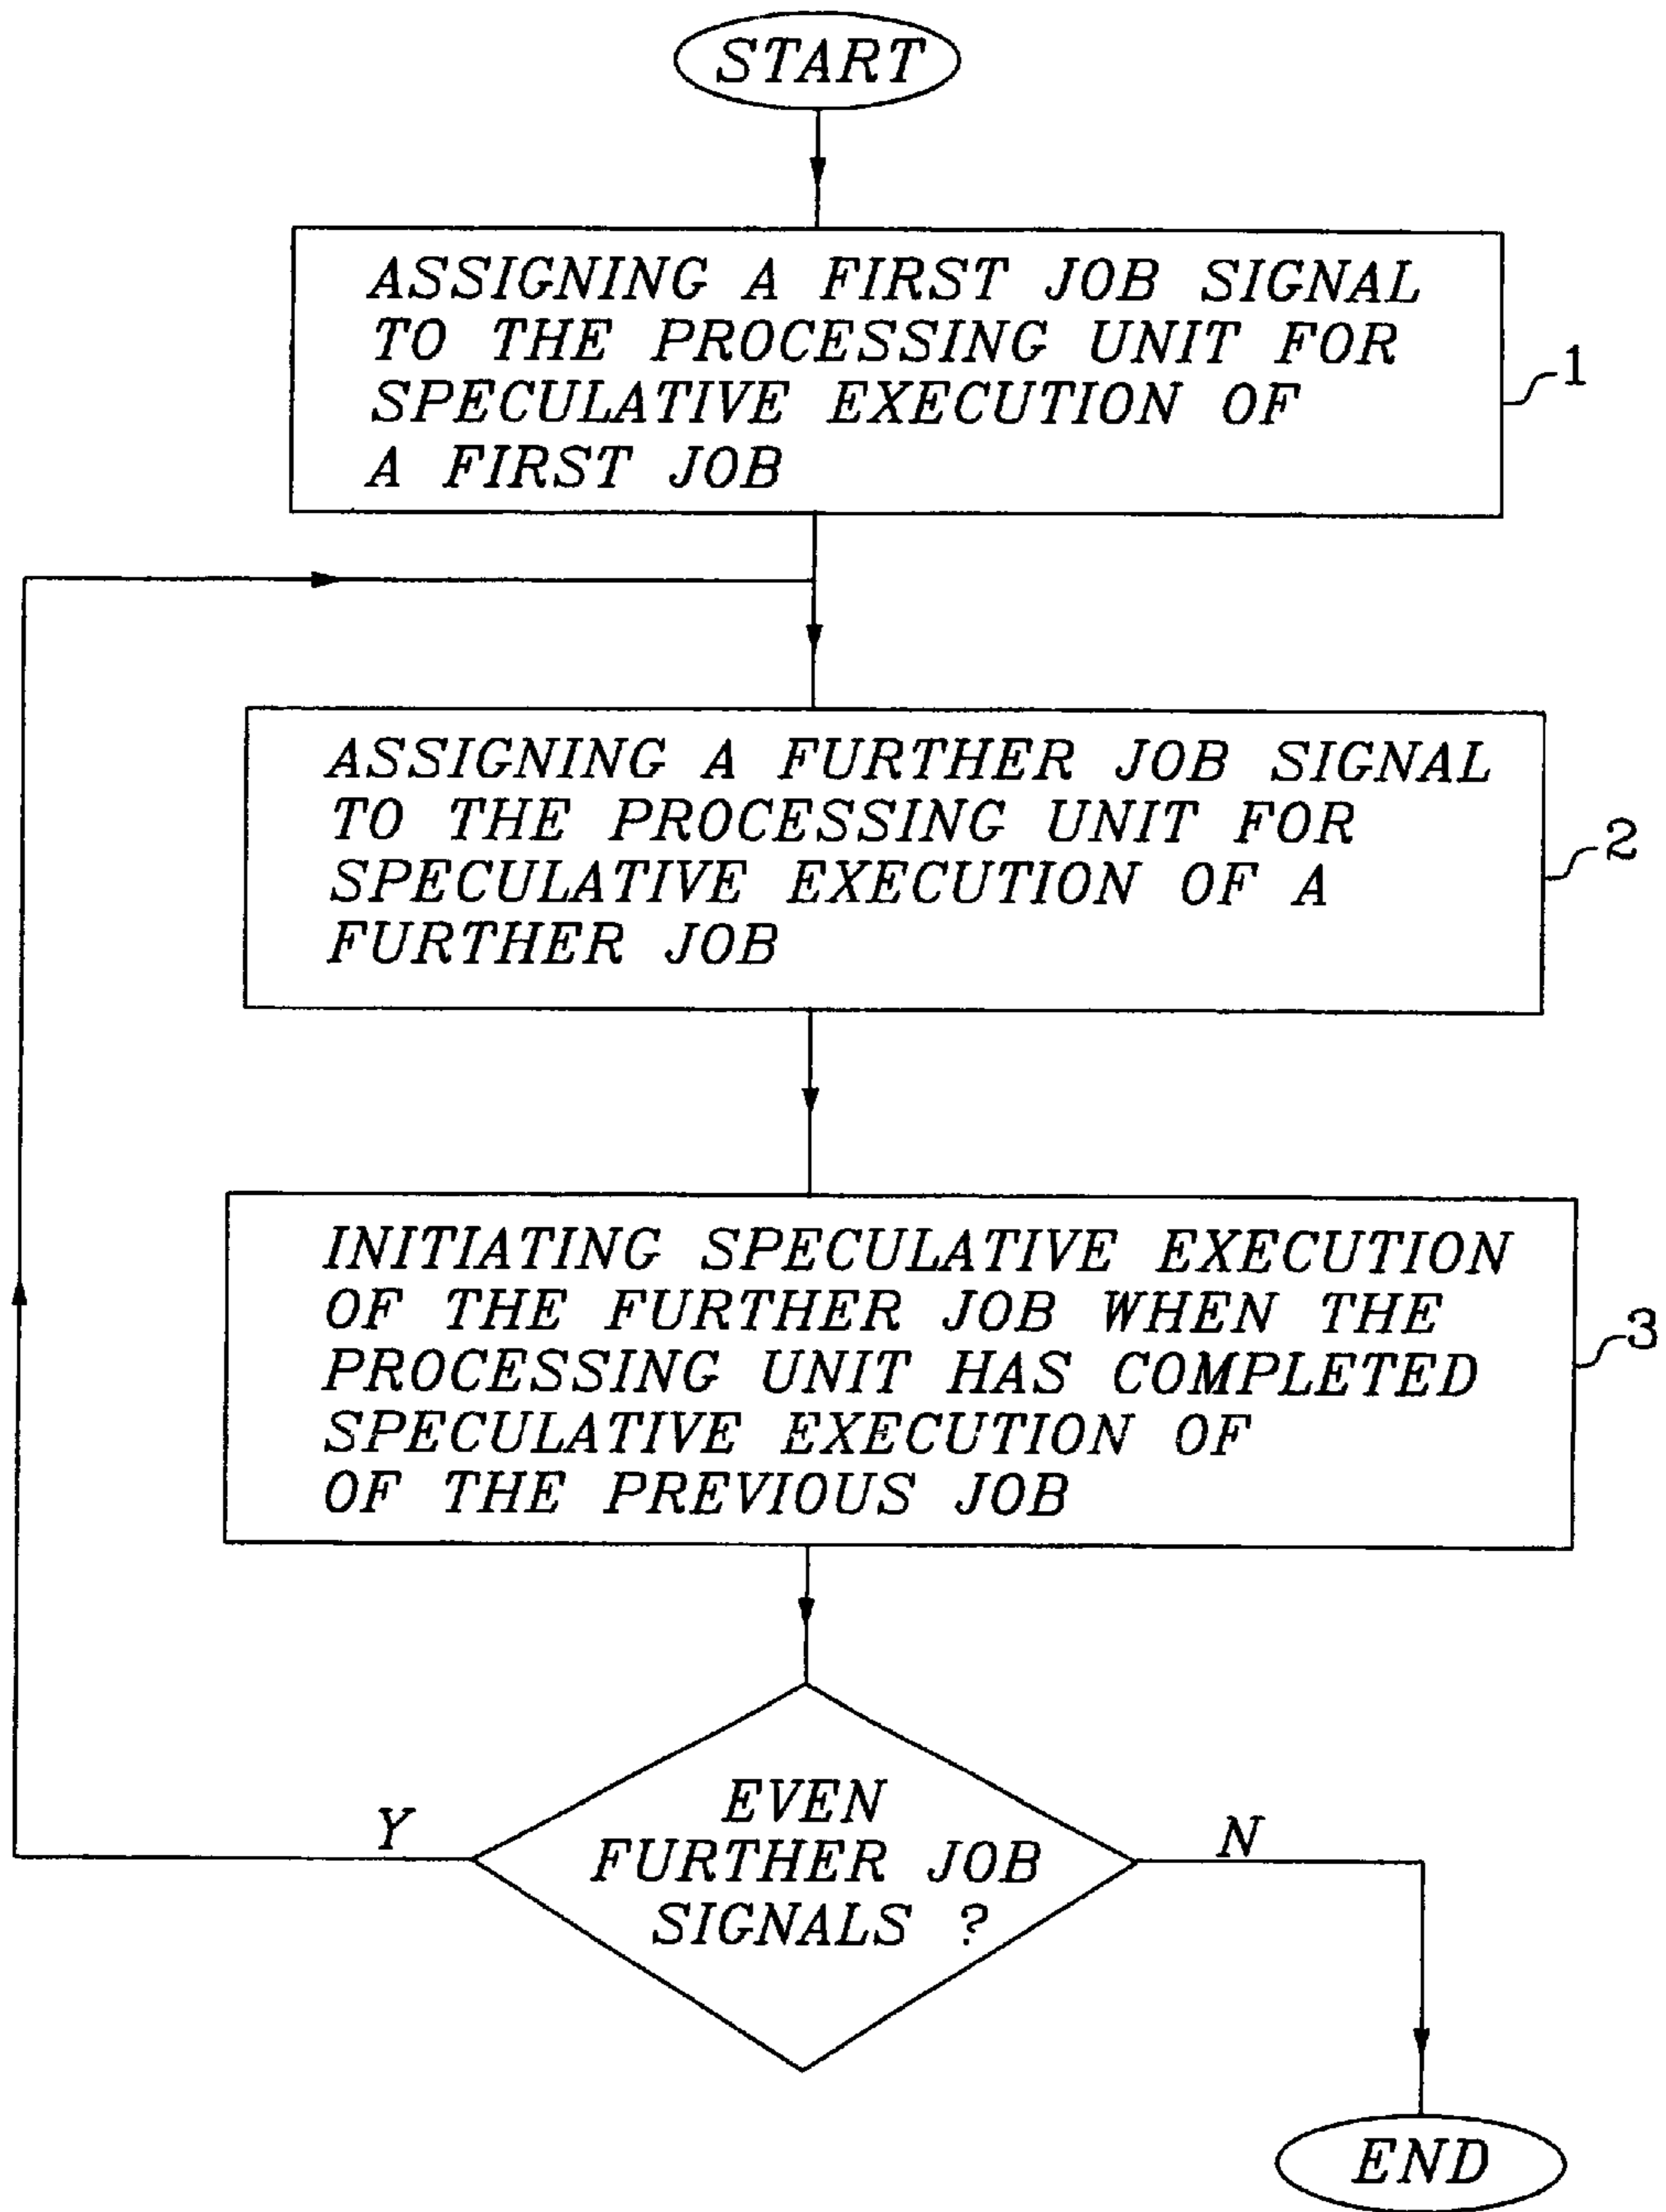 START
ASSIGNING A FIRST JOB SIGNAL
TO THE PROCESSING UNIT FOR
SPECULATIVE EXECUTION OF
A FIRST JOB
1
ASSIGNING A FURTHER JOB SIGNAL
TO THE PROCESSING UNIT FOR
SPECULATIVE EXECUTION OF A
FURTHER JOB
2
INITIATING SPECULATIVE EXECUTION
OF THE FURTHER JOB WHEN THE
PROCESSING UNIT HAS COMPLETED
SPECULATIVE EXECUTION OF
OF THE PREVIOUS JOB
3
EVEN
FURTHER JOB
SIGNALS ?
Y
N
END